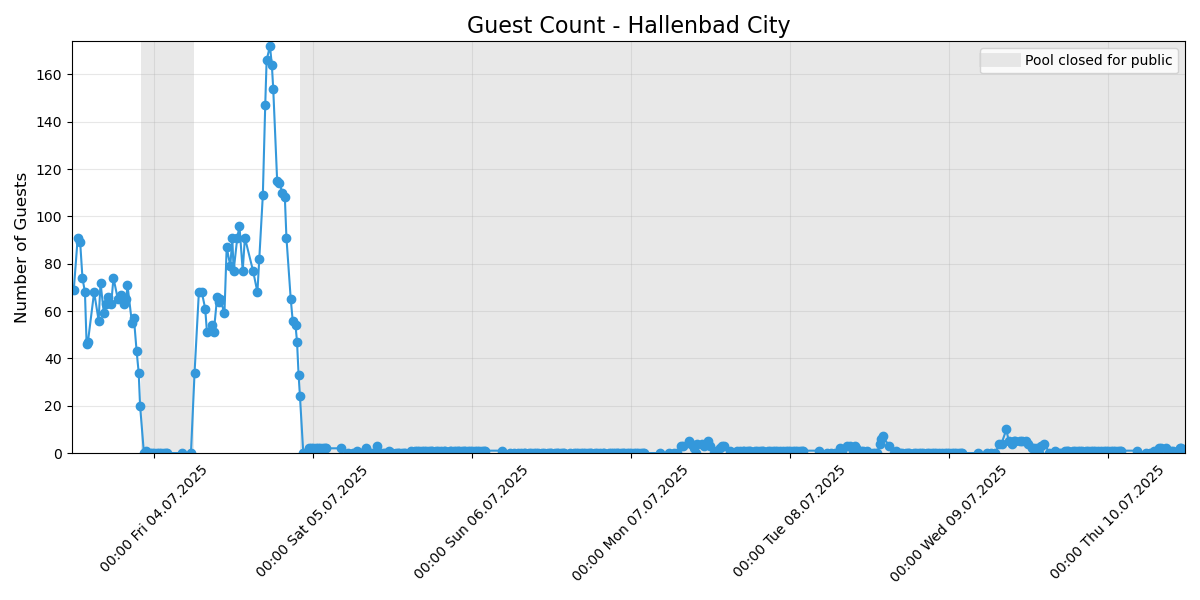 Guest Count - Hallenbad City
Pool closed for public
Number of Guests
160
140
120
100
80
60
40
20
0
00:00 Fri 04.07.2025
00:00 Sat 05.07.2025
00:00 Sun 06.07.2025
00:00 Mon 07.07.2025
00:00 Tue 08.07.2025
00:00 Wed 09.07.2025
00:00 Thu 10.07.2025